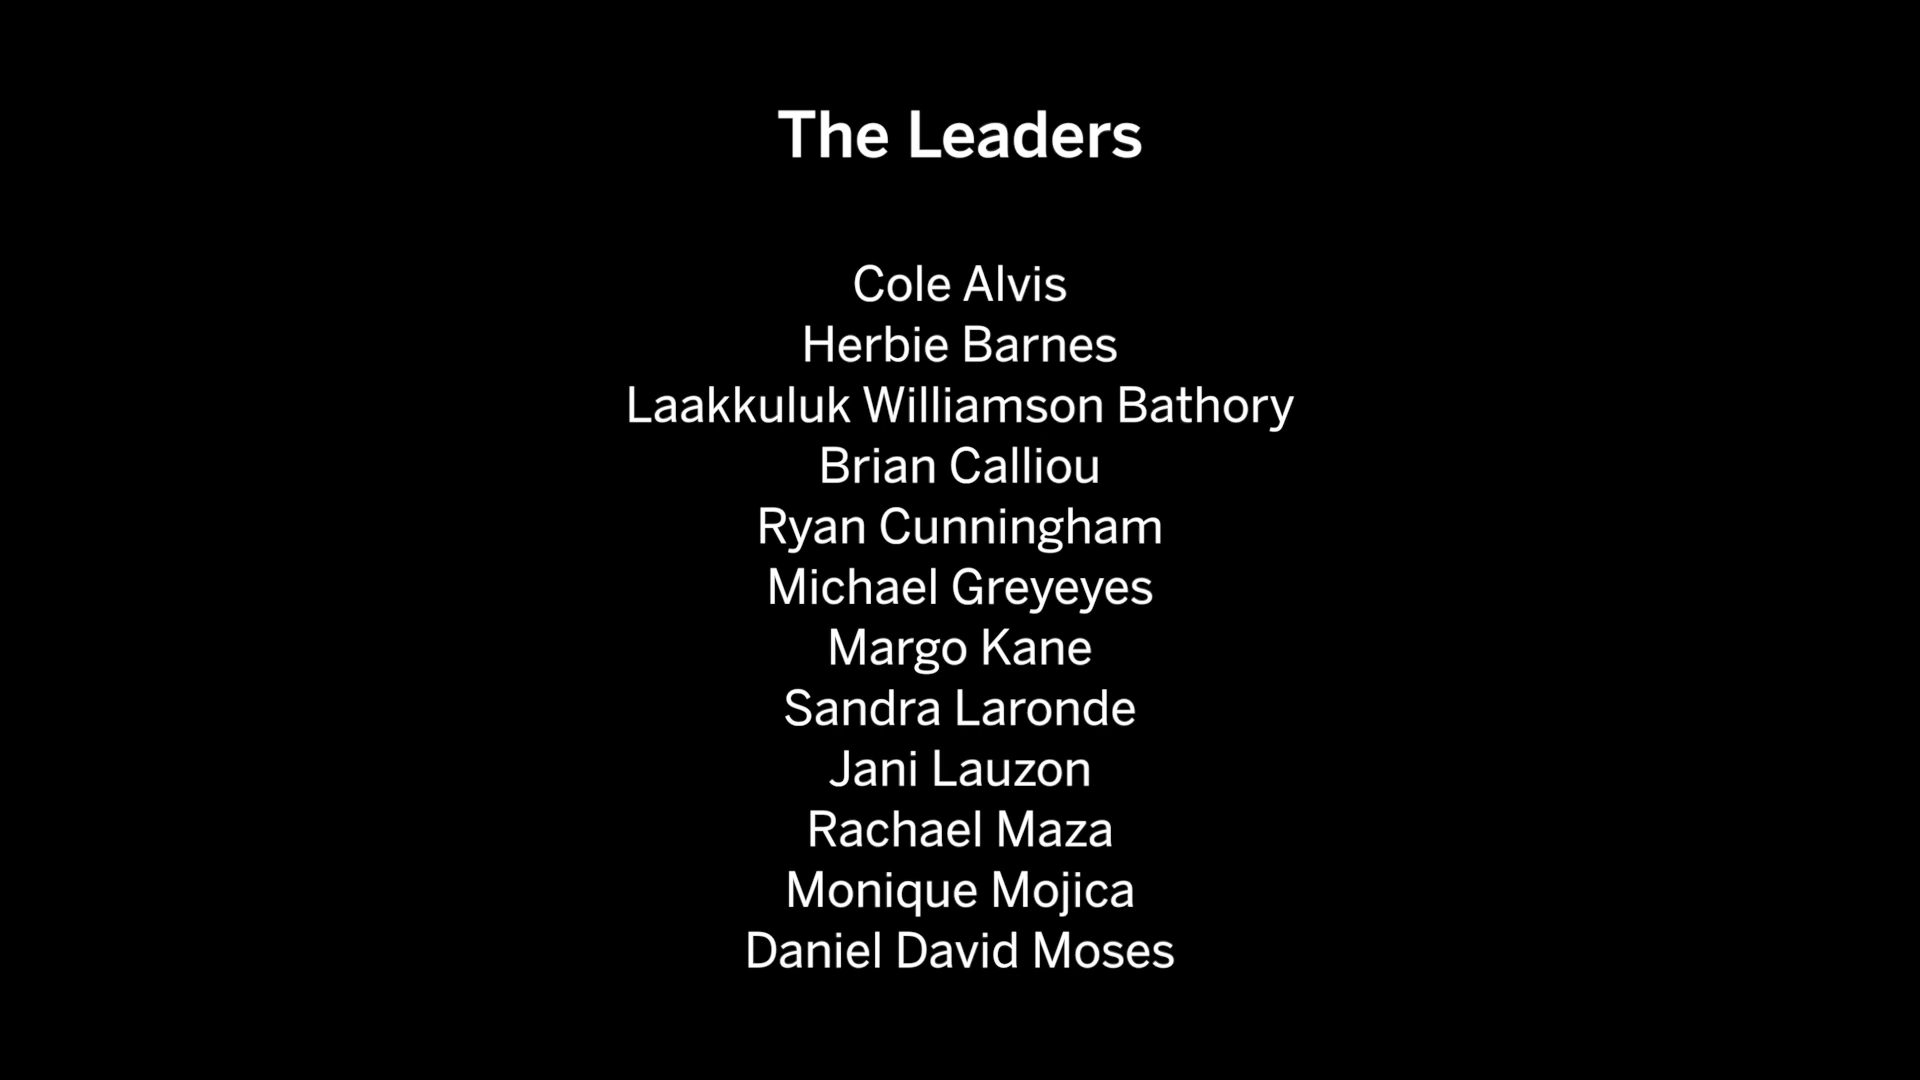 The Leaders
Cole Alvis
Herbie Barnes
Laakkuluk Williamson Bathory
Brian Calliou
Ryan Cunningham
Michael Greyeyes
Margo Kane
Sandra Laronde
Jani Lauzon
Rachael Maza
Monique Mojica
Daniel David Moses